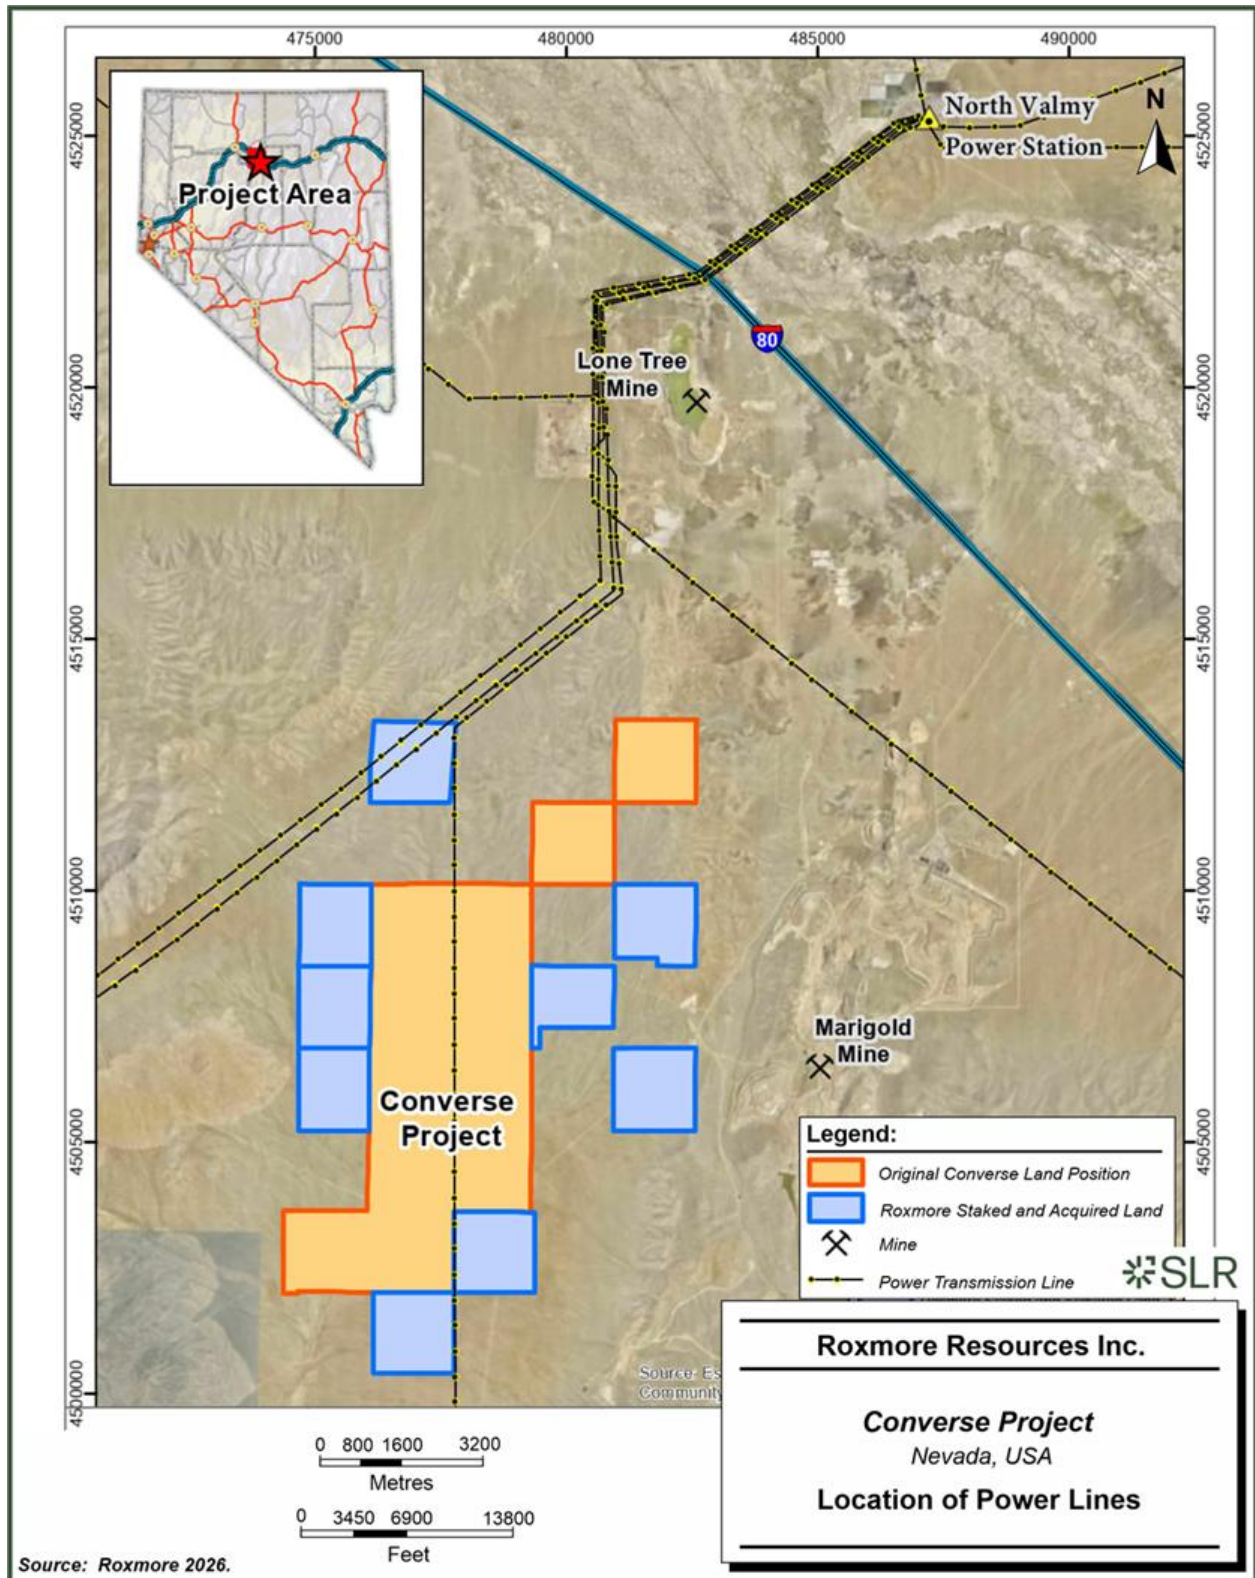 475000 480000 485000 490000
4525000
4520000
4515000
4510000
4505000
4500000
4525000
4520000
4515000
4510000
4505000
Project Area
North Valmy
Power Station
N
80
Lone Tree
Mine
Marigold
Mine
Converse
Project
Legend:
Original Converse Land Position
Roxmore Staked and Acquired Land
Mine
Power Transmission Line
SLR
Source: Es
Community
Roxmore Resources Inc.
Converse Project
Nevada, USA
Location of Power Lines
0 800 1600 3200
Metres
0 3450 6900 13800
Feet
Source: Roxmore 2026.